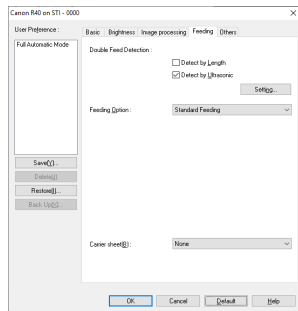 Canon R40 on STI - 0000
User Preference :
Full Automatic Mode
Save(Y)...
Delete(J)
Restore(I)...
Basic Brightness Image processing Feeding Others
Double Feed Detection :
Detect by Length
Detect by Ultrasonic
Setting...
Feeding Option :
Standard Feeding
Carrier sheet(B) :
None
OK Cancel Default Help